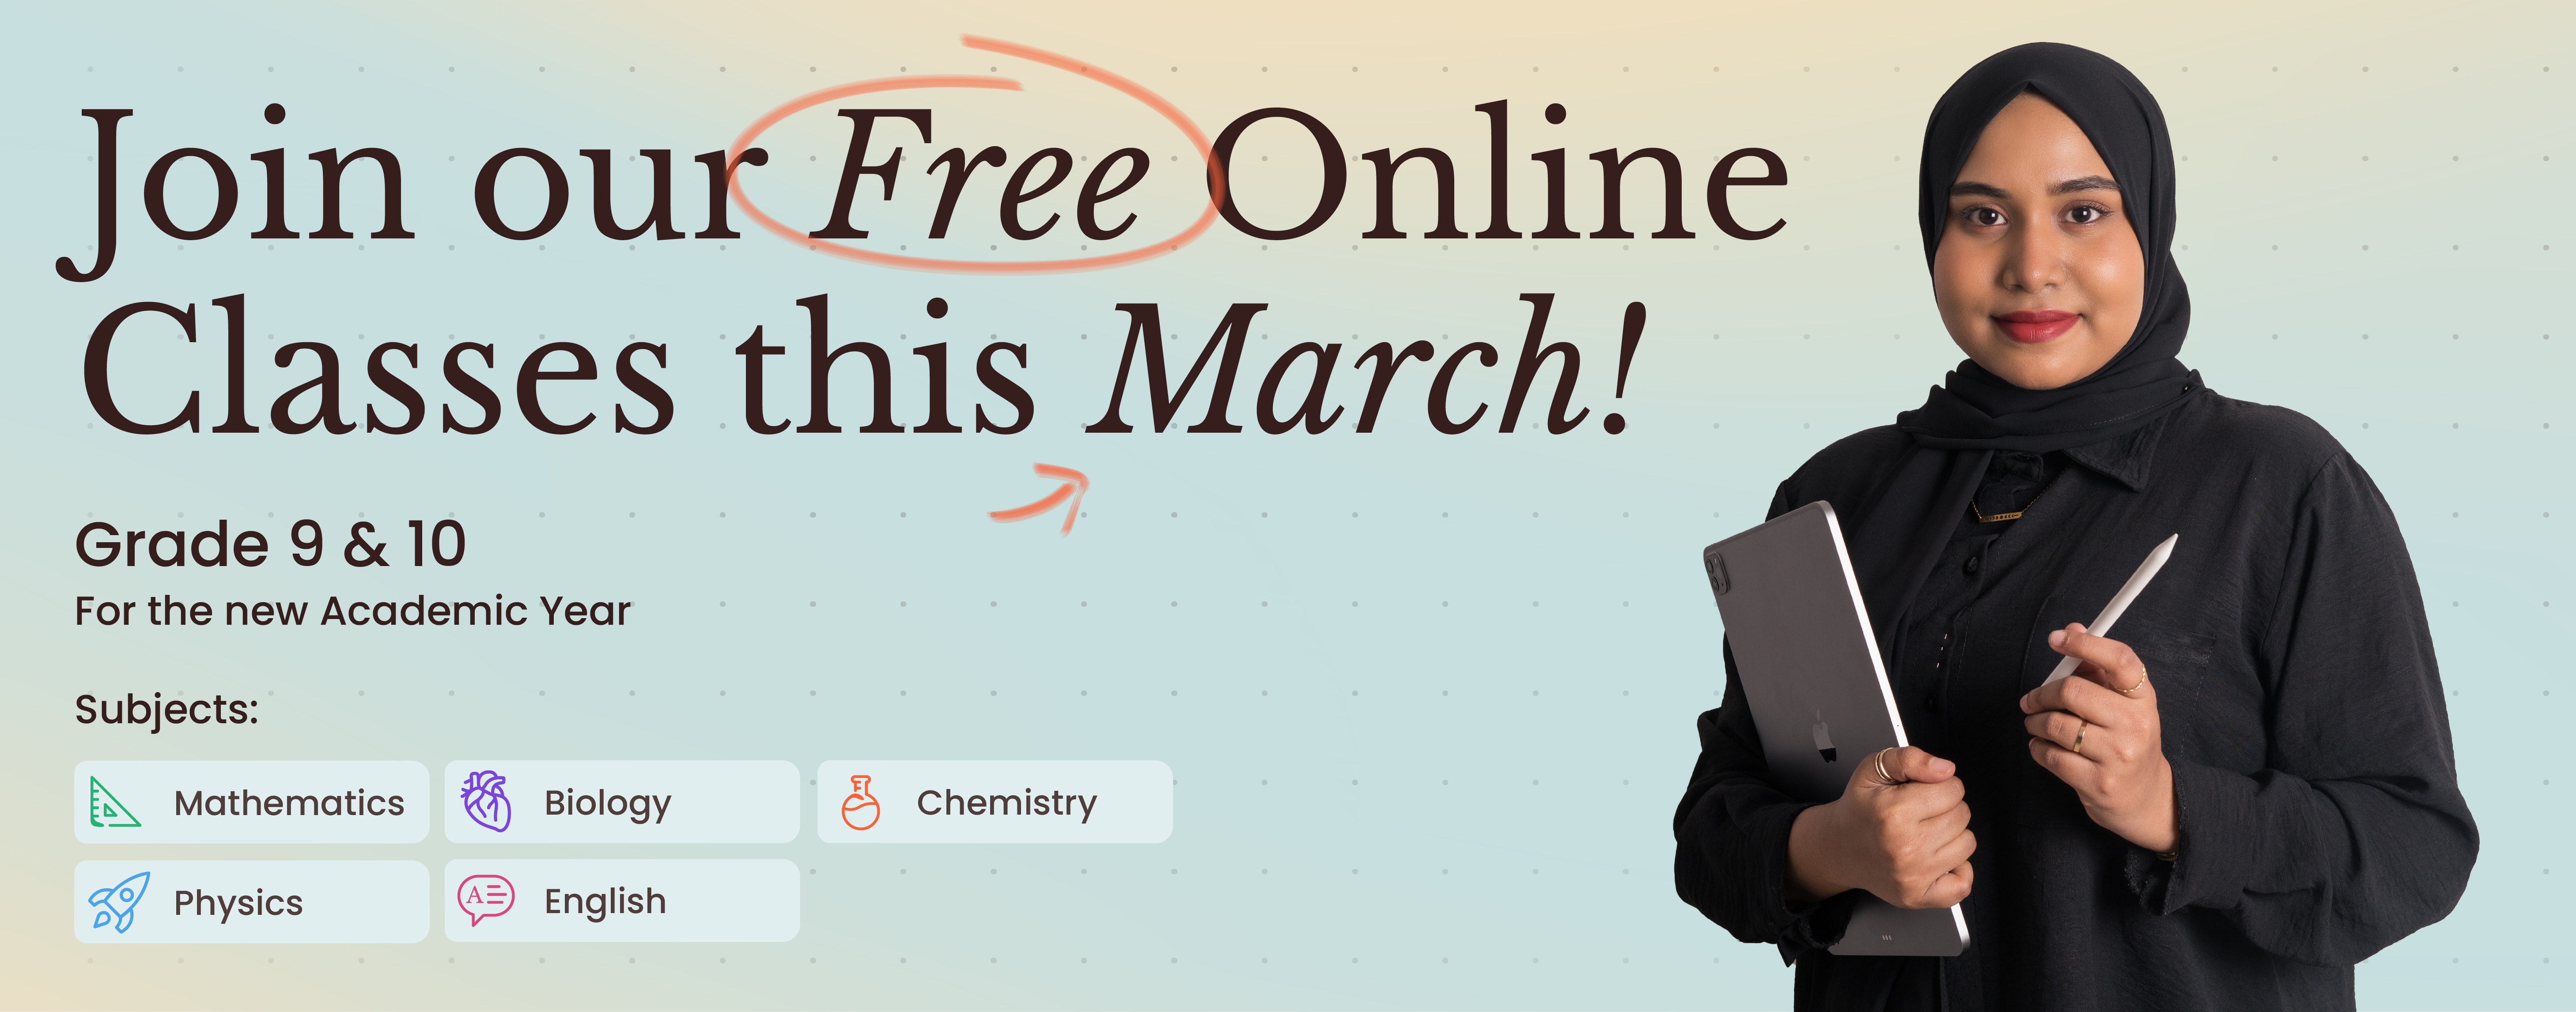 Join our Free Online
Classes this March!
Grade 9 & 10
For the new Academic Year
Subjects:
Mathematics
Biology
Chemistry
Physics
A
English